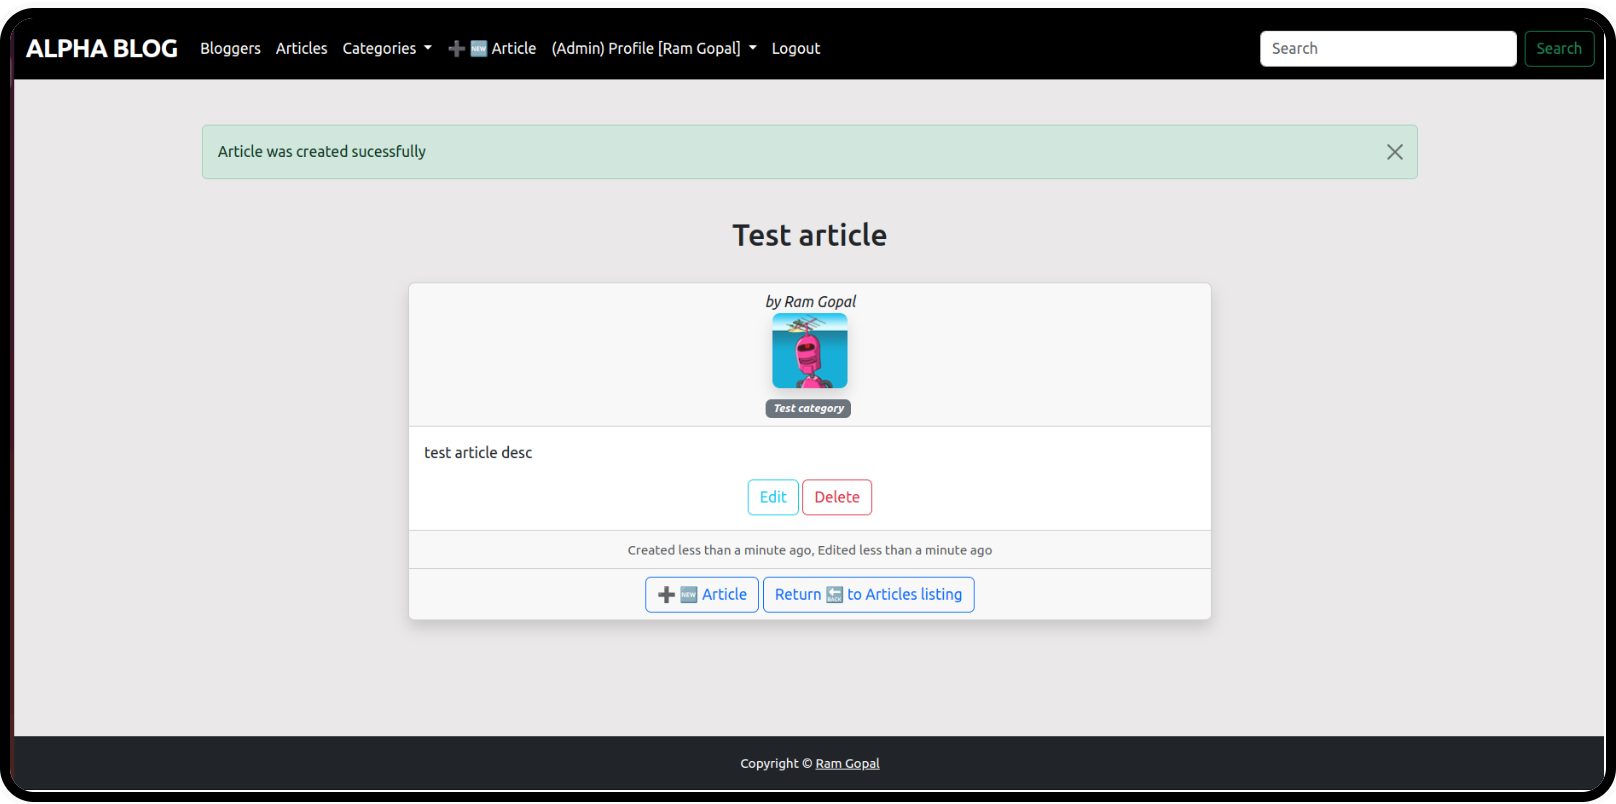 ALPHA BLOG Bloggers Articles Categories ➕ 🆕 Article (Admin) Profile [Ram Gopal] Logout Search Search
Article was created sucessfully
Test article
by Ram Gopal
Test category
test article desc
Edit Delete
Created less than a minute ago, Edited less than a minute ago
➕ 🆕 Article Return 🔙 to Articles listing
Copyright © Ram Gopal